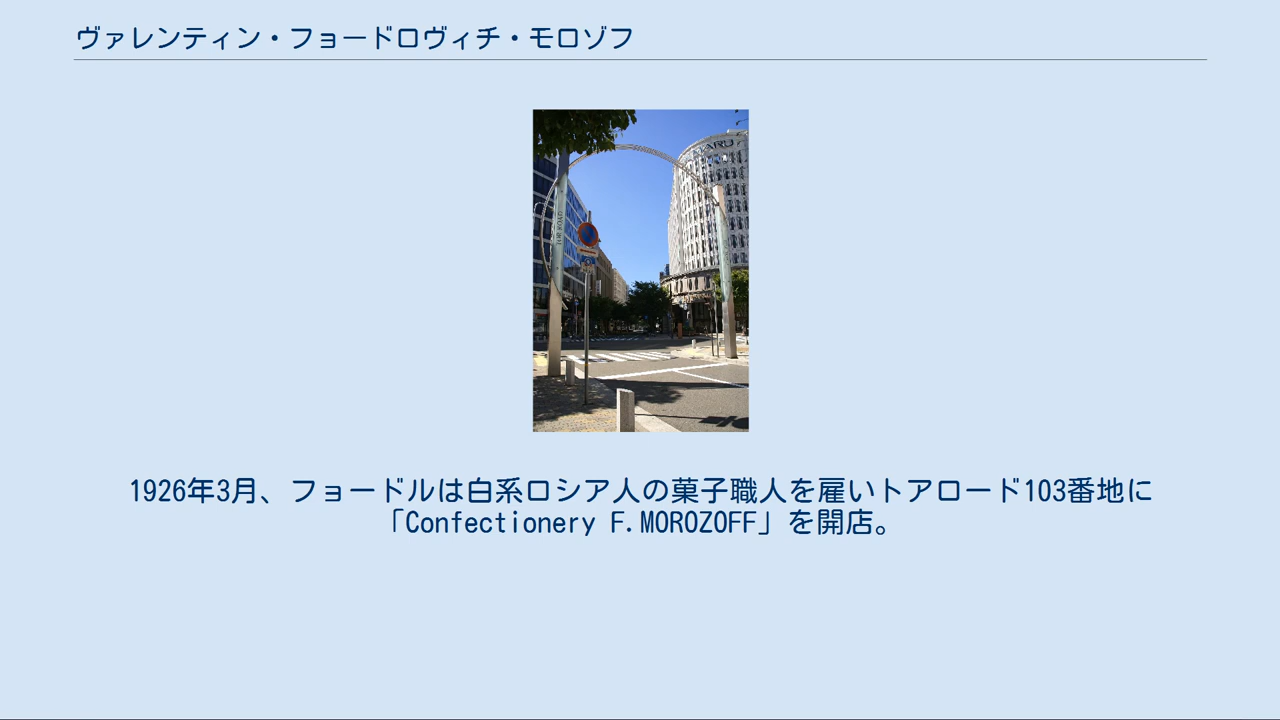 ヴァレンティン・フョードロヴィチ・モロゾフ
1926年3月、フョードルは白系ロシア人の菓子職人を雇いトアロード103番地に
「Confectionery F.MOROZOFF」を開店。